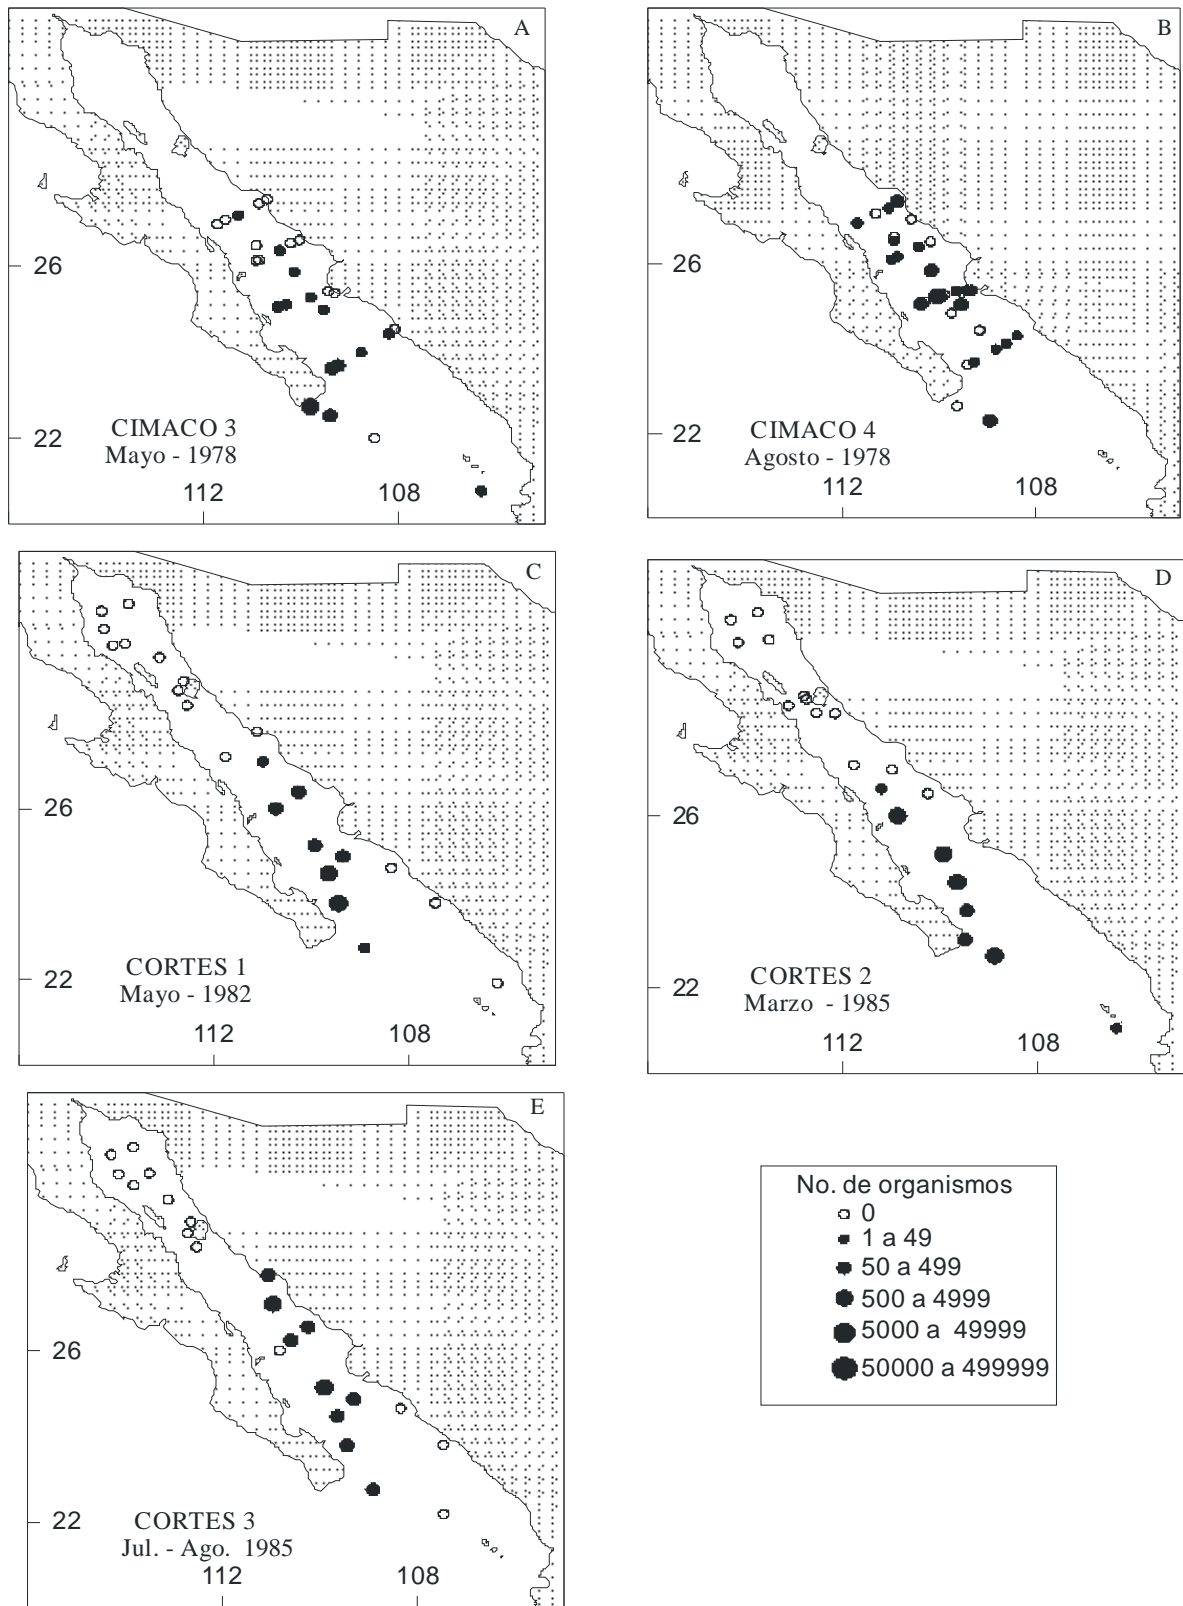 A
26
22
CIMACO 3
Mayo - 1978
112
108
B
26
22
CIMACO 4
Agosto - 1978
112
108
C
26
22
CORTES 1
Mayo - 1982
112
108
D
26
22
CORTES 2
Marzo - 1985
112
108
E
26
22
CORTES 3
Jul. - Ago. 1985
112
108
No. de organismos
0
1 a 49
50 a 499
500 a 4999
5000 a 49999
50000 a 499999